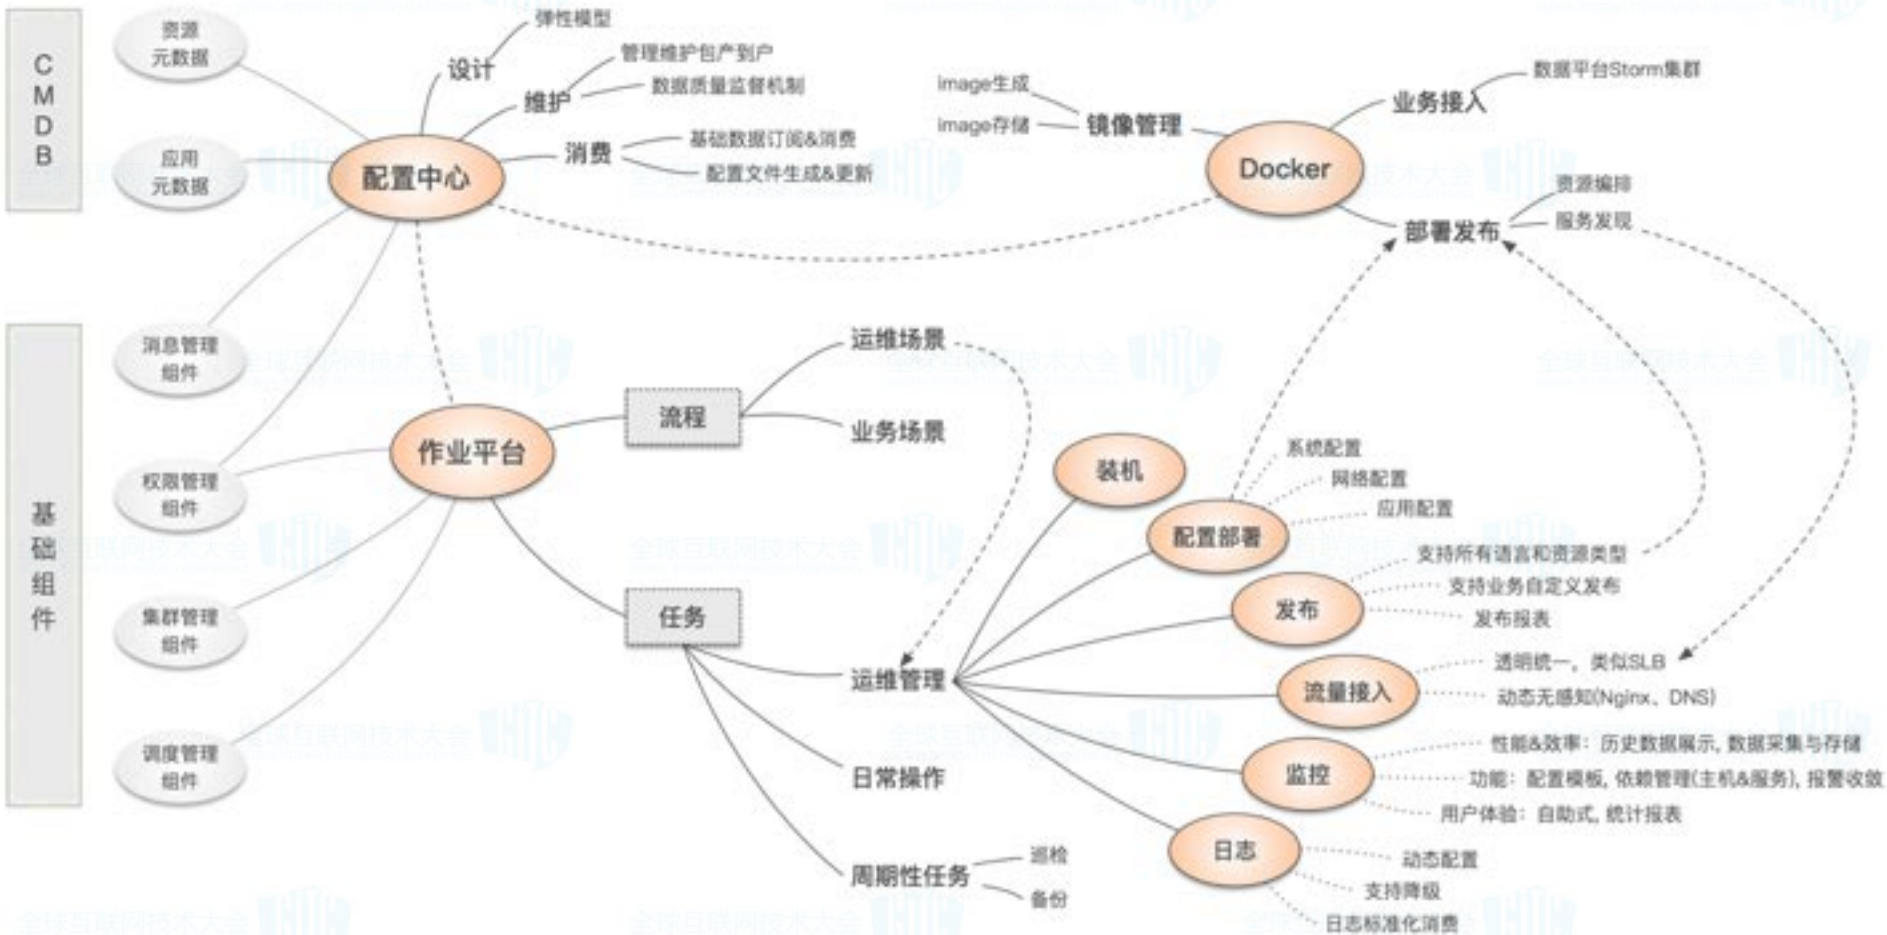 CMDB
资源
元数据
应用
元数据
配置中心
设计
弹性模型
维护
管理维护包产到户
数据质量监督机制
消费
基础数据订阅&消费
配置文件生成&更新
image生成
image存储
镜像管理
Docker
业务接入
数据平台Storm集群
部署发布
资源编排
服务发现
基础组件
消息管理
组件
权限管理
组件
集群管理
组件
调度管理
组件
作业平台
流程
运维场景
业务场景
任务
运维管理
日常操作
周期性任务
巡检
备份
装机
配置部署
系统配置
网络配置
应用配置
发布
支持所有语言和资源类型
支持业务自定义发布
发布报表
流量接入
透明统一，类似SLB
动态无感知(Nginx、DNS)
监控
性能&效率：历史数据展示, 数据采集与存储
功能：配置模板, 依赖管理(主机&服务), 报警收敛
用户体验：自助式, 统计报表
日志
动态配置
支持降级
日志标准化消费
全球互联网技术大会